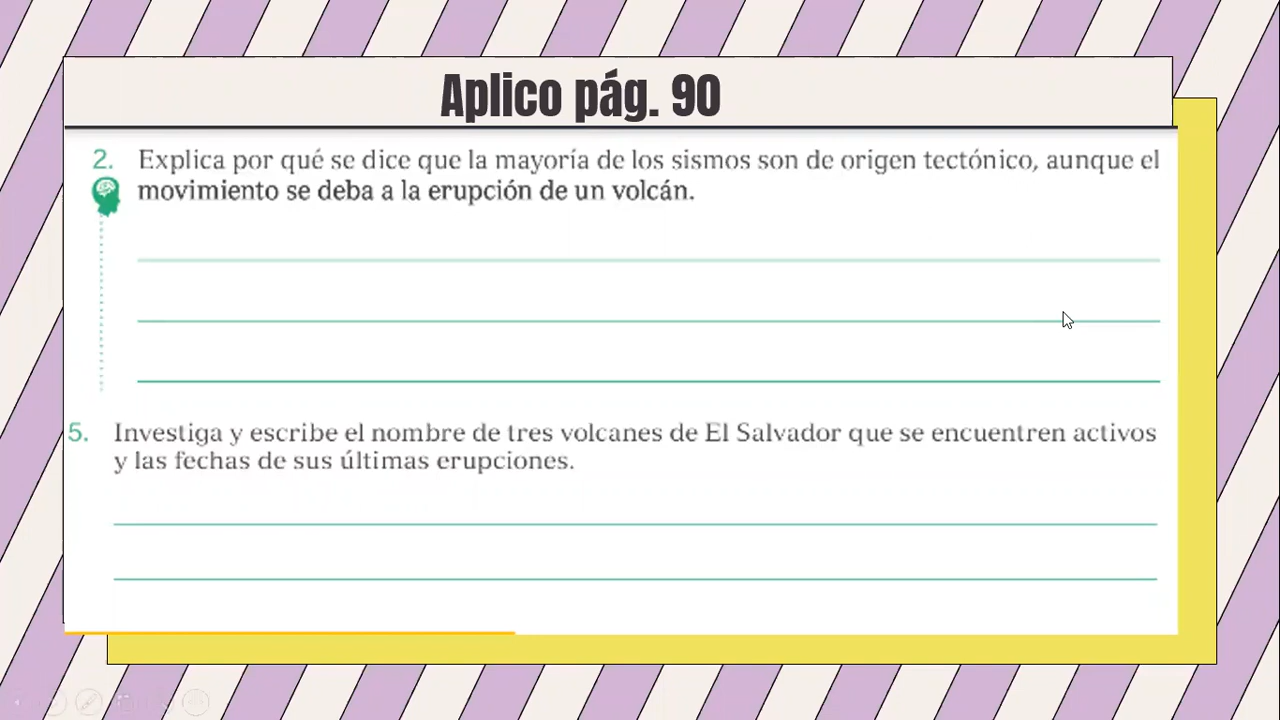 Aplico pág. 90
2. Explica por qué se dice que la mayoría de los sismos son de origen tectónico, aunque el
movimiento se deba a la erupción de un volcán.
5. Investiga y escribe el nombre de tres volcanes de El Salvador que se encuentren activos
y las fechas de sus últimas erupciones.